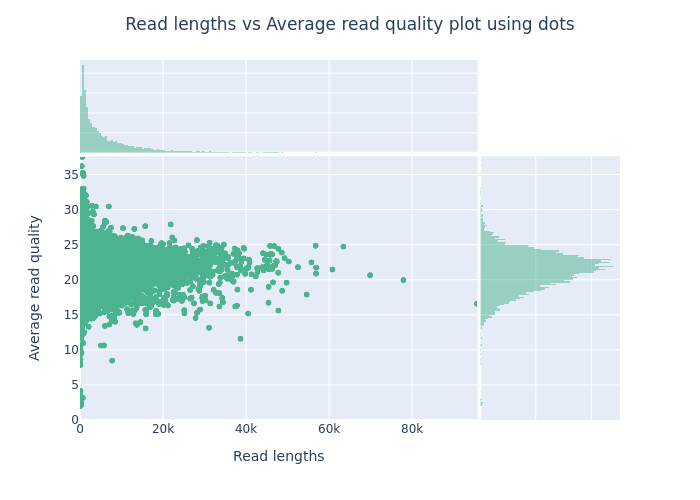 Read lengths vs Average read quality plot using dots
Average read quality
35
30
25
20
15
10
5
0
0 20k 40k 60k 80k
Read lengths